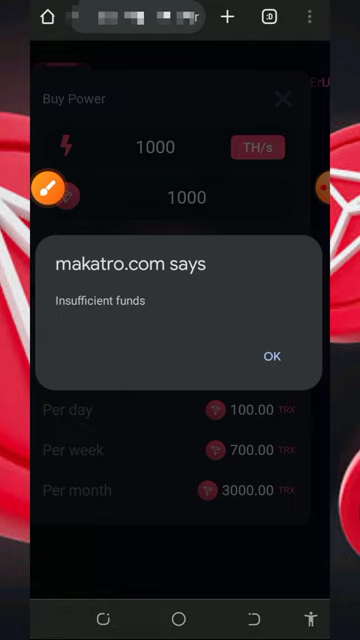 :D
ErU
Buy Power
1000
TH/s
1000
makatro.com says
Insufficient funds
OK
Per day
100.00 TRX
Per week
700.00 TRX
Per month
3000.00 TRX